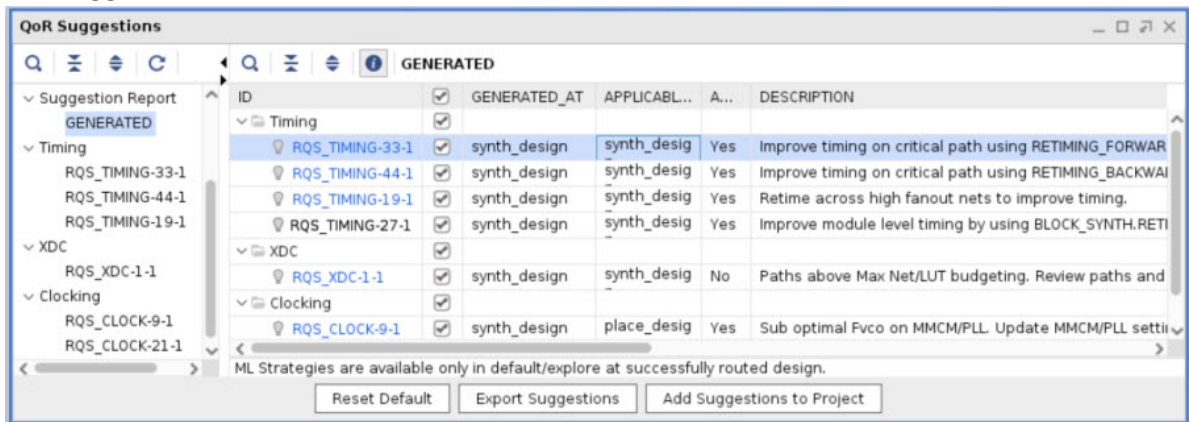 QoR Suggestions
GENERATED
Suggestion Report
GENERATED
Timing
RQS_TIMING-33-1
RQS_TIMING-44-1
RQS_TIMING-19-1
XDC
RQS_XDC-1-1
Clocking
RQS_CLOCK-9-1
RQS_CLOCK-21-1
ID GENERATED_AT APPLICABL... A... DESCRIPTION
Timing
RQS_TIMING-33-1 synth_design synth_desig Yes Improve timing on critical path using RETIMING_FORWAR
RQS_TIMING-44-1 synth_design synth_desig Yes Improve timing on critical path using RETIMING_BACKWA
RQS_TIMING-19-1 synth_design synth_desig Yes Retime across high fanout nets to improve timing.
RQS_TIMING-27-1 synth_design synth_desig Yes Improve module level timing by using BLOCK_SYNTH.RETI
XDC
RQS_XDC-1-1 synth_design synth_desig No Paths above Max Net/LUT budgeting. Review paths and
Clocking
RQS_CLOCK-9-1 synth_design place_desig Yes Sub optimal Fvco on MMCM/PLL. Update MMCM/PLL settin
ML Strategies are available only in default/explore at successfully routed design.
Reset Default Export Suggestions Add Suggestions to Project